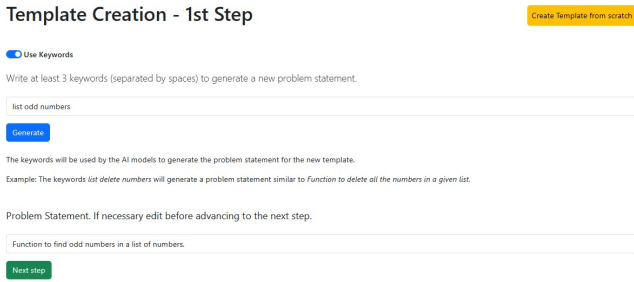 Template Creation - 1st Step
Create Template from scratch
Use Keywords
Write at least 3 keywords (separated by spaces) to generate a new problem statement.
list odd numbers
Generate
The keywords will be used by the AI models to generate the problem statement for the new template.
Example: The keywords list delete numbers will generate a problem statement similar to Function to delete all the numbers in a given list.
Problem Statement. If necessary edit before advancing to the next step.
Function to find odd numbers in a list of numbers.
Next step